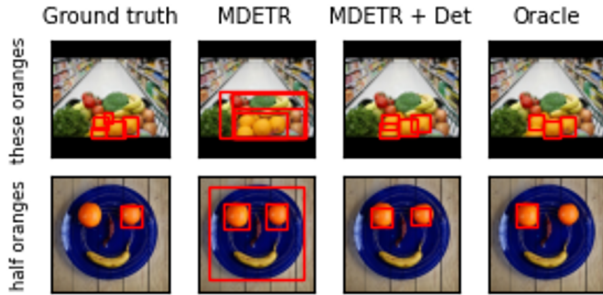 Ground truth MDETR MDETR + Det Oracle
these oranges
half oranges